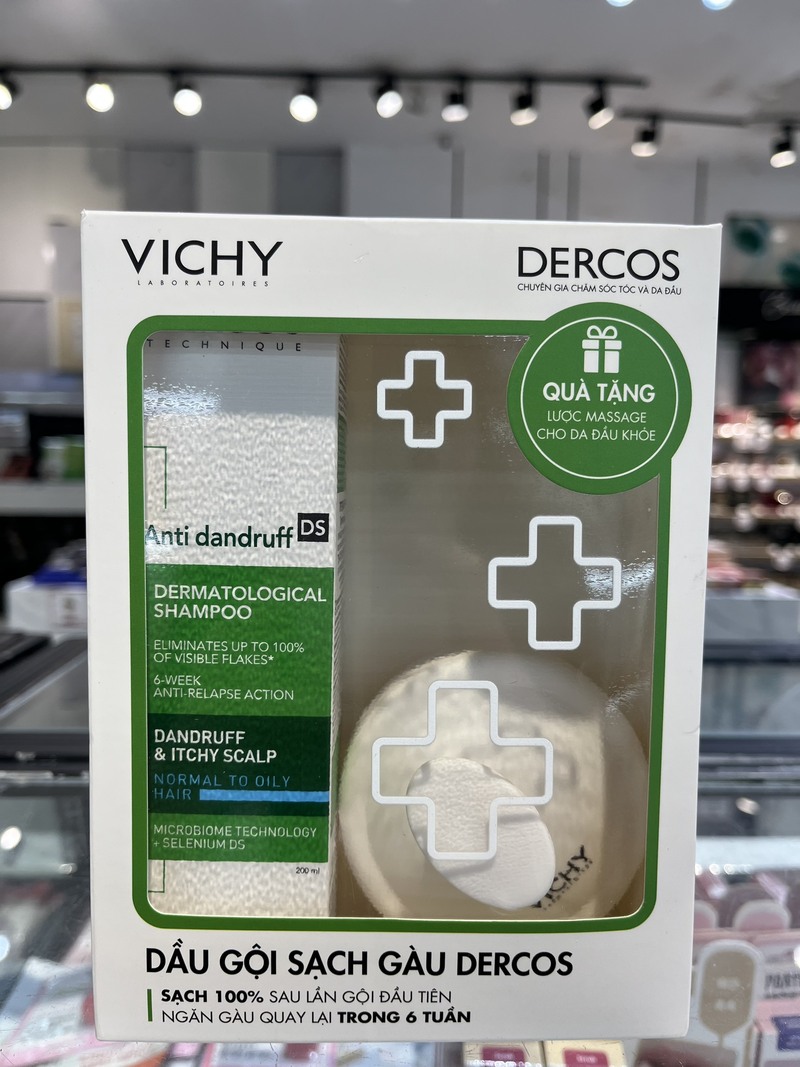 VICHY
LABORATOIRES
DERCOS
CHUYÊN GIA CHĂM SÓC TÓC VÀ DA ĐẦU
QUÀ TẶNG
LƯỢC MASSAGE
CHO DA ĐẦU KHỎE
TECHNIQUE
Anti dandruff DS
DERMATOLOGICAL
SHAMPOO
ELIMINATES UP TO 100%
OF VISIBLE FLAKES*
6-WEEK
ANTI-RELAPSE ACTION
DANDRUFF
& ITCHY SCALP
NORMAL TO OILY
HAIR
MICROBIOME TECHNOLOGY
+ SELENIUM DS
200 ml
VICHY
DẦU GỘI SẠCH GÀU DERCOS
SẠCH 100% SAU LẦN GỘI ĐẦU TIÊN
NGĂN GÀU QUAY LẠI TRONG 6 TUẦN